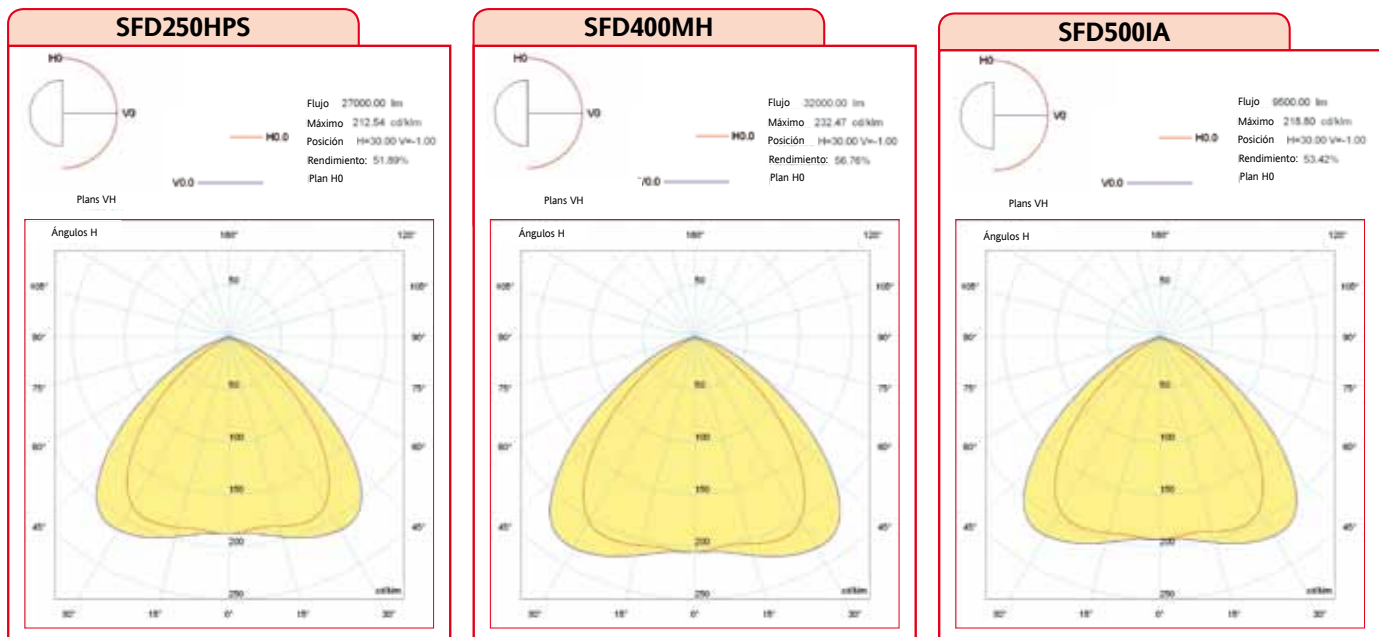 SFD250HPS
H0
V0
H0.0
V0.0
Flujo 27000.00 lm
Máximo 212.54 cd/klm
Posición H=30.00 V=-1.00
Rendimiento: 51.89%
Plan H0
Plans VH
Ángulos H
180°
120°
105°
105°
90°
90°
75°
75°
60°
60°
45°
45°
50
50
100
150
200
250
cd/klm
30°
15°
0°
15°
30°
SFD400MH
H0
V0
H0.0
/0.0
Flujo 32000.00 lm
Máximo 232.47 cd/klm
Posición H=30.00 V=-1.00
Rendimiento: 56.76%
Plan H0
Plans VH
Ángulos H
180°
120°
105°
105°
90°
90°
75°
75°
60°
60°
45°
45°
50
50
100
150
200
250
cd/klm
30°
15°
0°
15°
30°
SFD500IA
H0
V0
H0.0
V0.0
Flujo 9500.00 lm
Máximo 218.80 cd/klm
Posición H=30.00 V=-1.00
Rendimiento: 53.42%
Plan H0
Plans VH
Ángulos H
180°
120°
105°
105°
90°
90°
75°
75°
60°
60°
45°
45°
50
50
100
150
200
250
cd/klm
30°
15°
0°
15°
30°